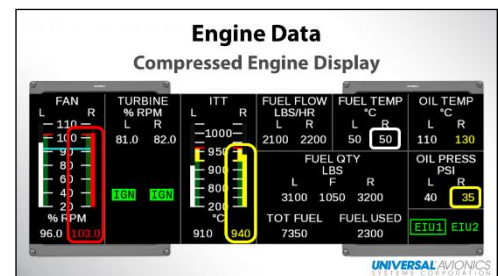 Engine Data
Compressed Engine Display
FAN
L R
110
100
90
80
60
40
20
% RPM
96.0 103.0
TURBINE
% RPM
L R
81.0 82.0
IGN IGN
ITT
L R
1000
950
900
800
200
°C
910 940
FUEL FLOW
LBS/HR
L R
2100 2200
FUEL TEMP
°C
L R
50 50
OIL TEMP
°C
L R
110 130
FUEL QTY
LBS
L F R
3100 1050 3200
TOT FUEL FUEL USED
7350 2300
OIL PRESS
PSI
L R
40 35
EIU1 EIU2
UNIVERSAL AVIONICS
SYSTEMS CORPORATION